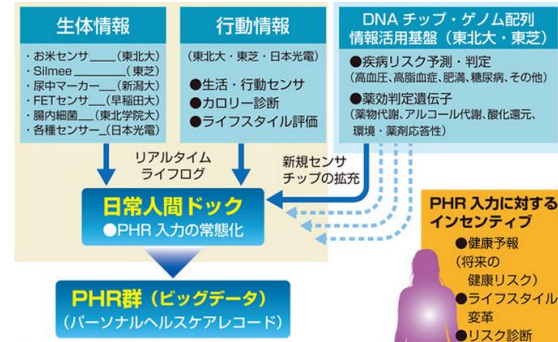 生体情報
・お米センサ____(東北大)
・Silmee________(東芝)
・尿中マーカー__(新潟大)
・FETセンサ__(早稲田大)
・腸内細菌__(東北学院大)
・各種センサー_(日本光電)
行動情報
(東北大・東芝・日本光電)
●生活・行動センサ
●カロリー診断
●ライフスタイル評価
DNA チップ・ゲノム配列
情報活用基盤(東北大・東芝)
●疾病リスク予測・判定
(高血圧、高脂血症、肥満、糖尿病、その他)
●薬効判定遺伝子
(薬物代謝、アルコール代謝、酸化還元、
環境・薬剤応答性)
リアルタイム
ライフログ
新規センサ
チップの拡充
日常人間ドック
●PHR 入力の常態化
PHR群(ビッグデータ)
(パーソナルヘルスケアレコード)
PHR 入力に対する
インセンティブ
●健康予報
(将来の
健康リスク)
●ライフスタイル
変革
●リスク診断